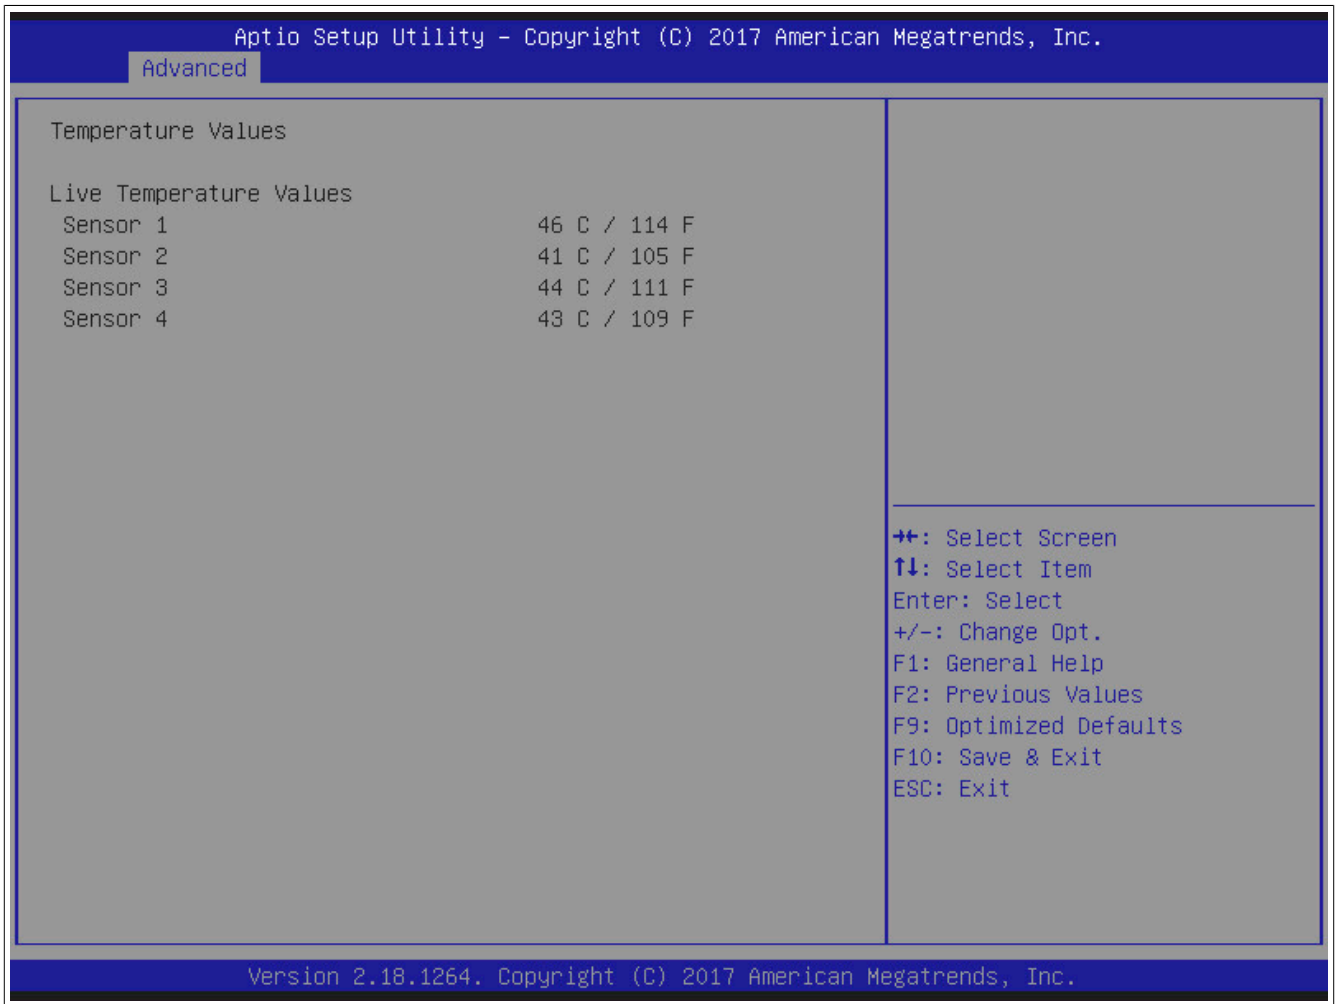 Aptio Setup Utility – Copyright (C) 2017 American Megatrends, Inc.
Advanced
Temperature Values
Live Temperature Values
Sensor 1 46 C / 114 F
Sensor 2 41 C / 105 F
Sensor 3 44 C / 111 F
Sensor 4 43 C / 109 F
→←: Select Screen
↑↓: Select Item
Enter: Select
+/-: Change Opt.
F1: General Help
F2: Previous Values
F9: Optimized Defaults
F10: Save & Exit
ESC: Exit
Version 2.18.1264. Copyright (C) 2017 American Megatrends, Inc.